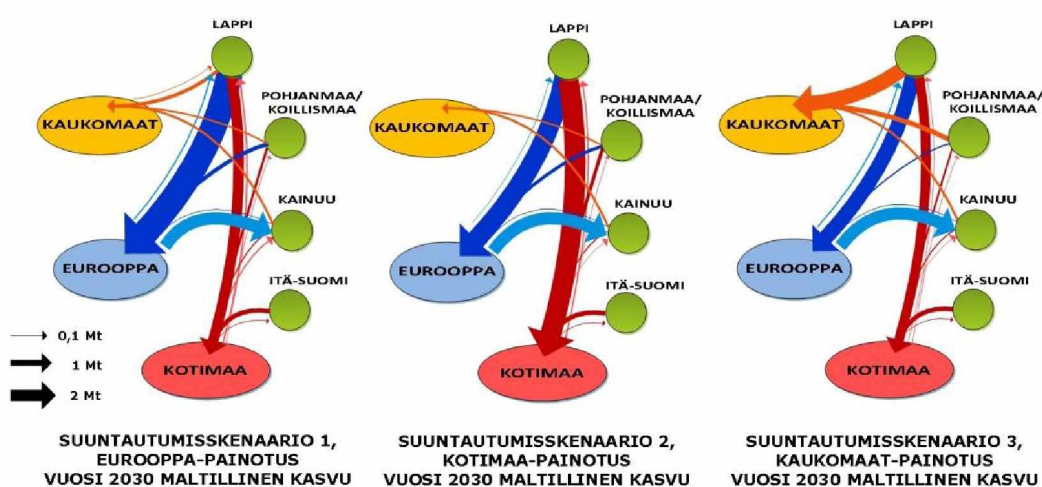 LAPPI
POHJANMAA/
KOILLISMAA
KAUKOMAAT
KAINUU
EUROOPPA
ITÄ-SUOMI
KOTIMAA
0,1 Mt
1 Mt
2 Mt
SUUNTAUTUMISSKENAARIO 1,
EUROOPPA-PAINOTUS
VUOSI 2030 MALTILLINEN KASVU
LAPPI
POHJANMAA/
KOILLISMAA
KAUKOMAAT
KAINUU
EUROOPPA
ITÄ-SUOMI
KOTIMAA
SUUNTAUTUMISSKENAARIO 2,
KOTIMAA-PAINOTUS
VUOSI 2030 MALTILLINEN KASVU
LAPPI
POHJANMAA/
KOILLISMAA
KAUKOMAAT
KAINUU
EUROOPPA
ITÄ-SUOMI
KOTIMAA
SUUNTAUTUMISSKENAARIO 3,
KAUKOMAAT-PAINOTUS
VUOSI 2030 MALTILLINEN KASVU